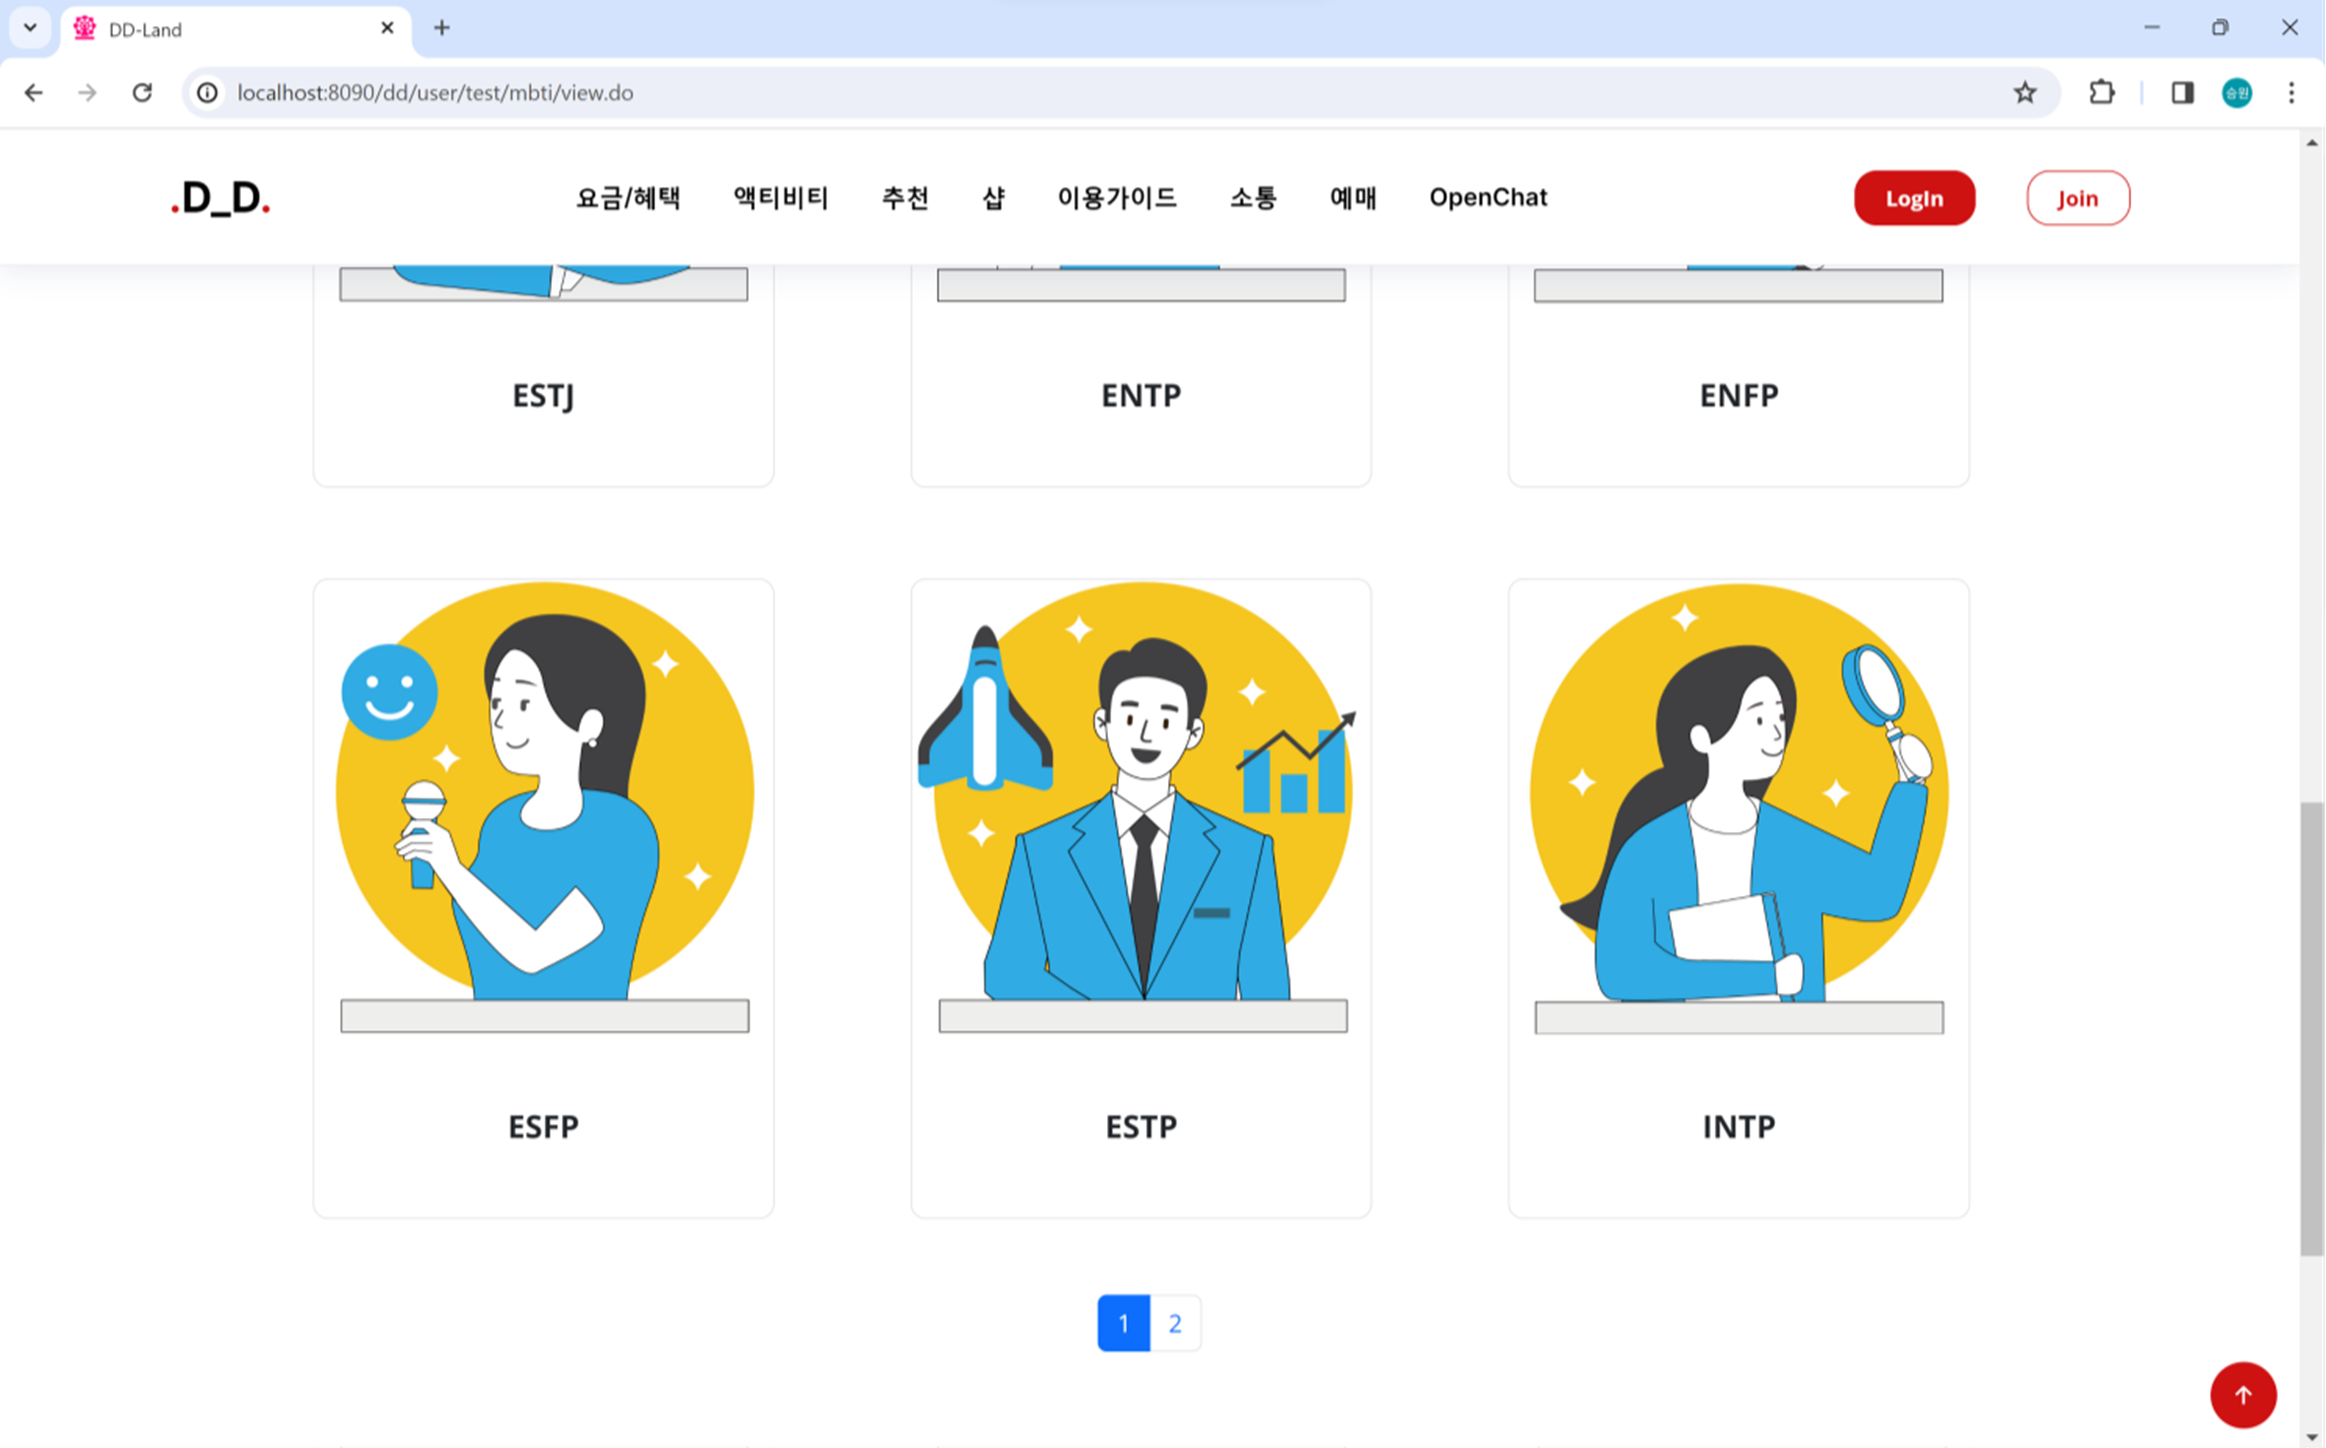 DD-Land
localhost:8090/dd/user/test/mbti/view.do
승원
.D_D.
요금/혜택 액티비티 추천 샵 이용가이드 소통 예매 OpenChat
LogIn Join
ESTJ ENTP ENFP
ESFP ESTP INTP
1 2